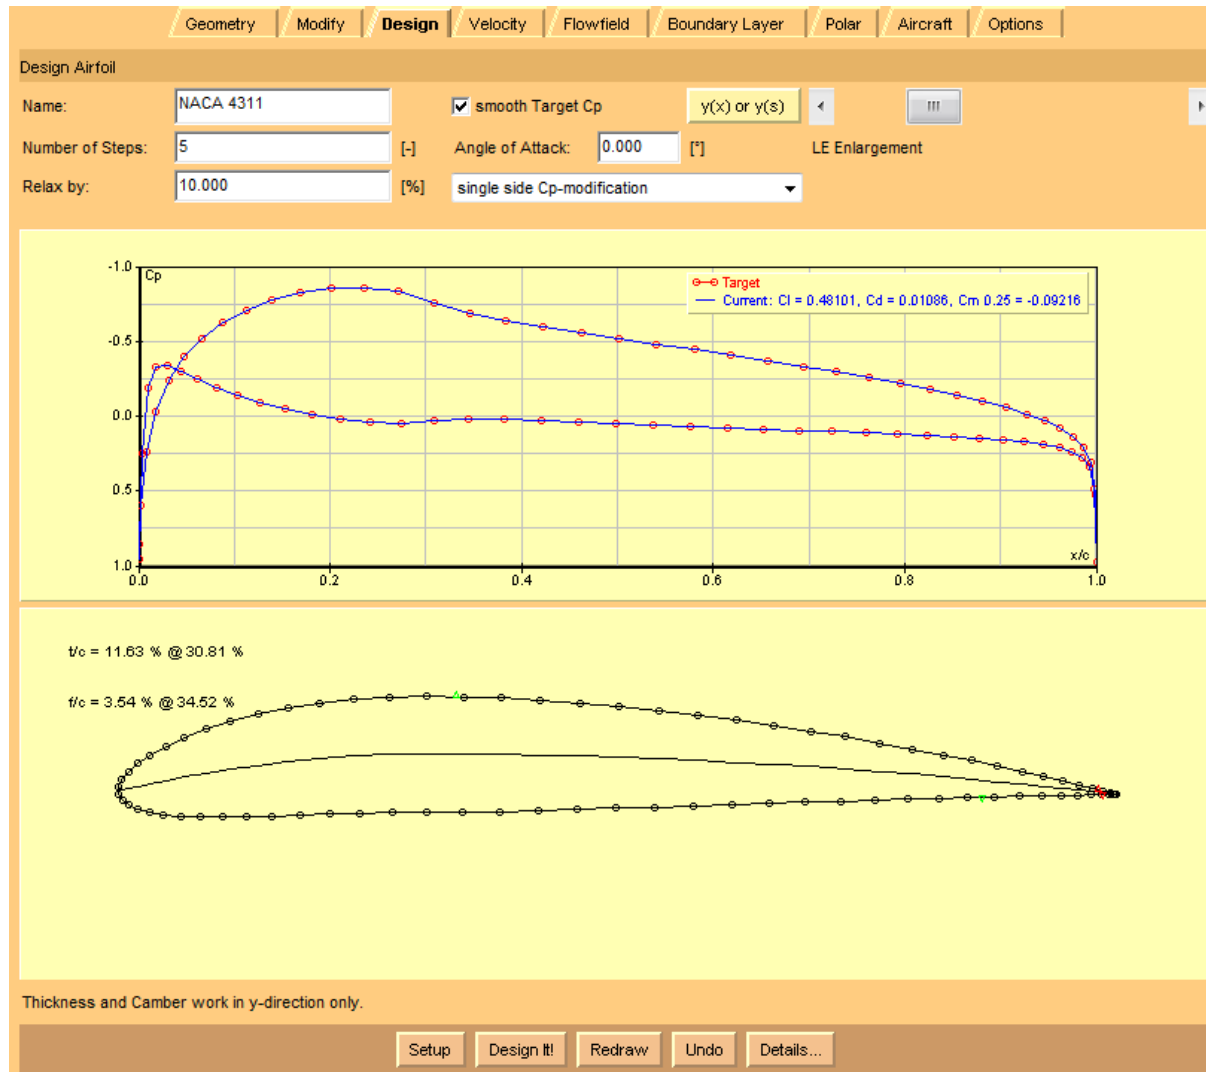 Geometry Modify Design Velocity Flowfield Boundary Layer Polar Aircraft Options
Design Airfoil
Name: NACA 4311 smooth Target Cp y(x) or y(s)
Number of Steps: 5 [-] Angle of Attack: 0.000 [°] LE Enlargement
Relax by: 10.000 [%] single side Cp-modification
-1.0 Cp
Target
Current: Cl = 0.48101, Cd = 0.01086, Cm 0.25 = -0.09216
-0.5
0.0
0.5
x/c
1.0
0.0 0.2 0.4 0.6 0.8 1.0
t/c = 11.63 % @ 30.81 %
f/c = 3.54 % @ 34.52 %
Thickness and Camber work in y-direction only.
Setup Design It! Redraw Undo Details...